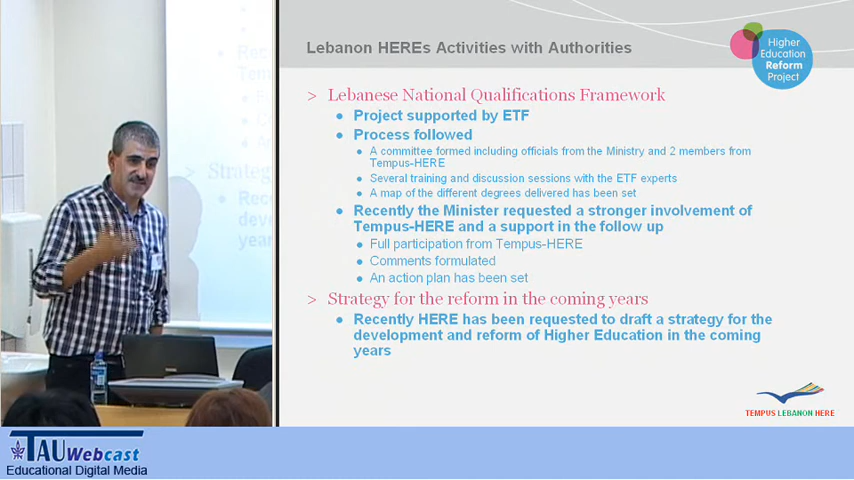 Lebanon HEREs Activities with Authorities
Higher
Education
Reform
Project
> Lebanese National Qualifications Framework
• Project supported by ETF
• Process followed
• A committee formed including officials from the Ministry and 2 members from
Tempus-HERE
• Several training and discussion sessions with the ETF experts
• A map of the different degrees delivered has been set
• Recently the Minister requested a stronger involvement of
Tempus-HERE and a support in the follow up
• Full participation from Tempus-HERE
• Comments formulated
• An action plan has been set
> Strategy for the reform in the coming years
• Recently HERE has been requested to draft a strategy for the
development and reform of Higher Education in the coming
years
TEMPUS LEBANON HERE
TAU Webcast
Educational Digital Media